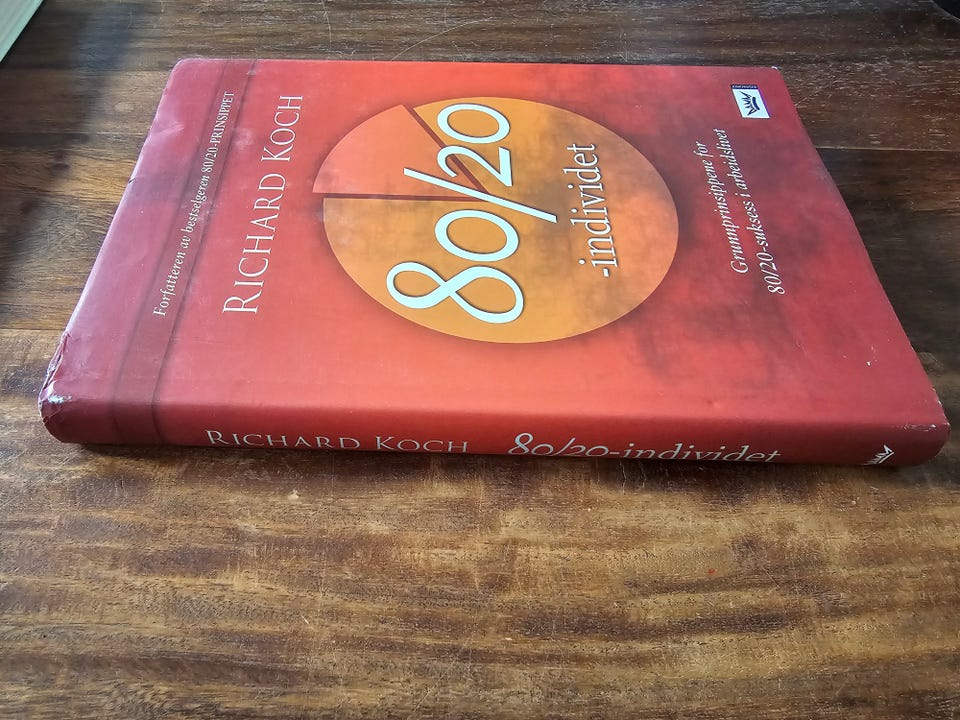 Forfatteren av bestselgeren 80/20-PRINSIPPET
RICHARD KOCH
80/20
-individet
Grunnprinsippene for
80/20-suksess i arbeidslivet
RICHARD KOCH 80/20-individet